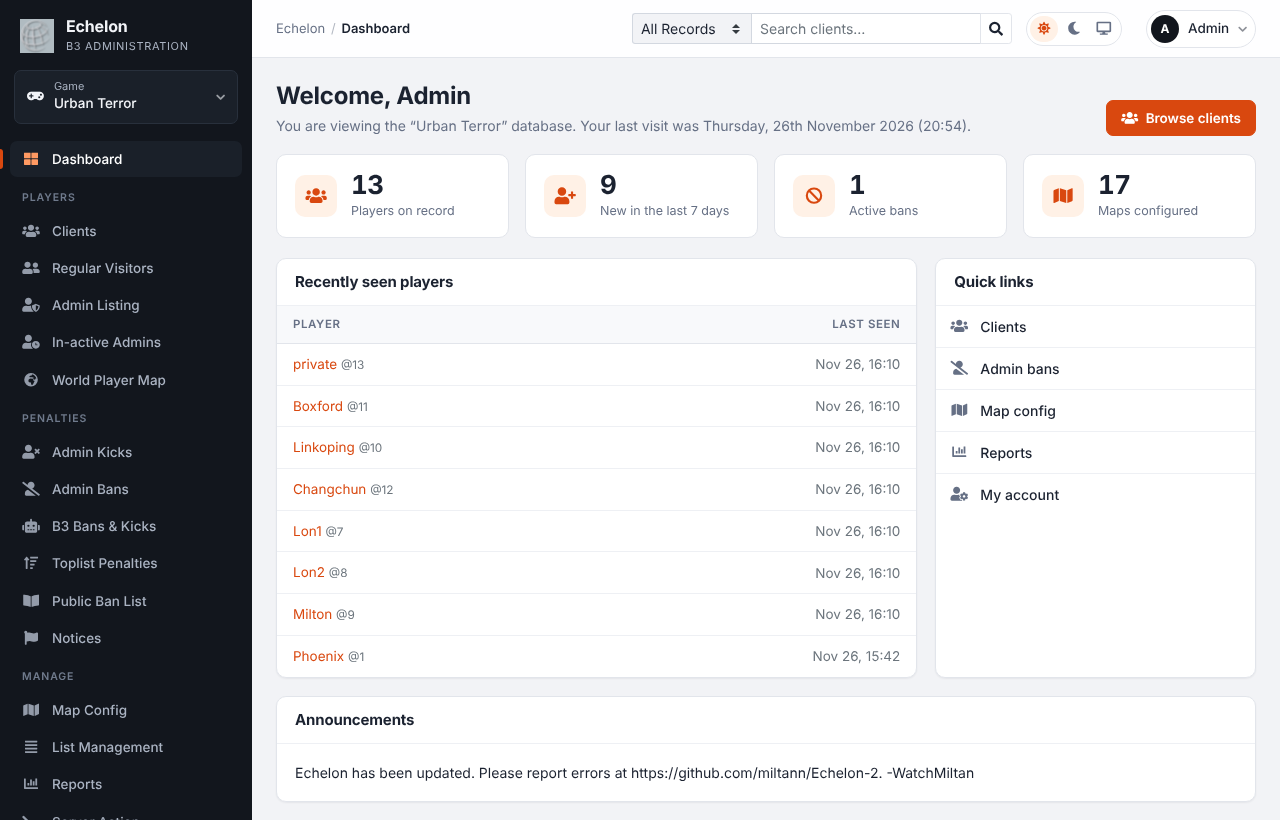 Echelon
B3 ADMINISTRATION
Game
Urban Terror
Dashboard
PLAYERS
Clients
Regular Visitors
Admin Listing
In-active Admins
World Player Map
PENALTIES
Admin Kicks
Admin Bans
B3 Bans & Kicks
Toplist Penalties
Public Ban List
Notices
MANAGE
Map Config
List Management
Reports
Echelon / Dashboard
All Records
Search clients...
A
Admin
Welcome, Admin
You are viewing the “Urban Terror” database. Your last visit was Thursday, 26th November 2026 (20:54).
Browse clients
13
Players on record
9
New in the last 7 days
1
Active bans
17
Maps configured
Recently seen players
PLAYER LAST SEEN
private @13 Nov 26, 16:10
Boxford @11 Nov 26, 16:10
Linkoping @10 Nov 26, 16:10
Changchun @12 Nov 26, 16:10
Lon1 @7 Nov 26, 16:10
Lon2 @8 Nov 26, 16:10
Milton @9 Nov 26, 16:10
Phoenix @1 Nov 26, 15:42
Quick links
Clients
Admin bans
Map config
Reports
My account
Announcements
Echelon has been updated. Please report errors at https://github.com/miltann/Echelon-2. -WatchMiltan